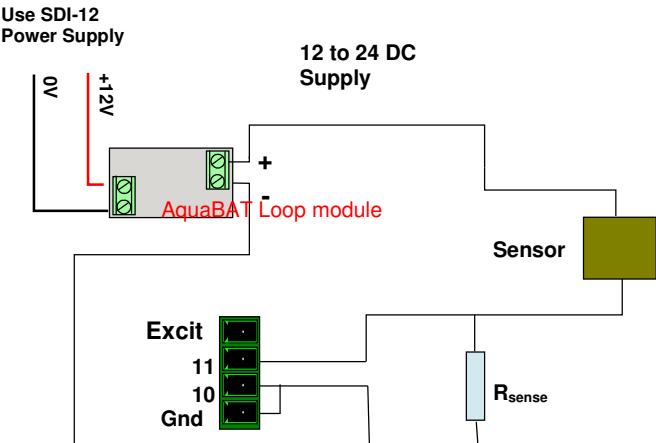 Use SDI-12
Power Supply
12 to 24 DC
Supply
0V
+12V
+
-
AquaBAT Loop module
Sensor
Excit
11
10
Gnd
Rsense